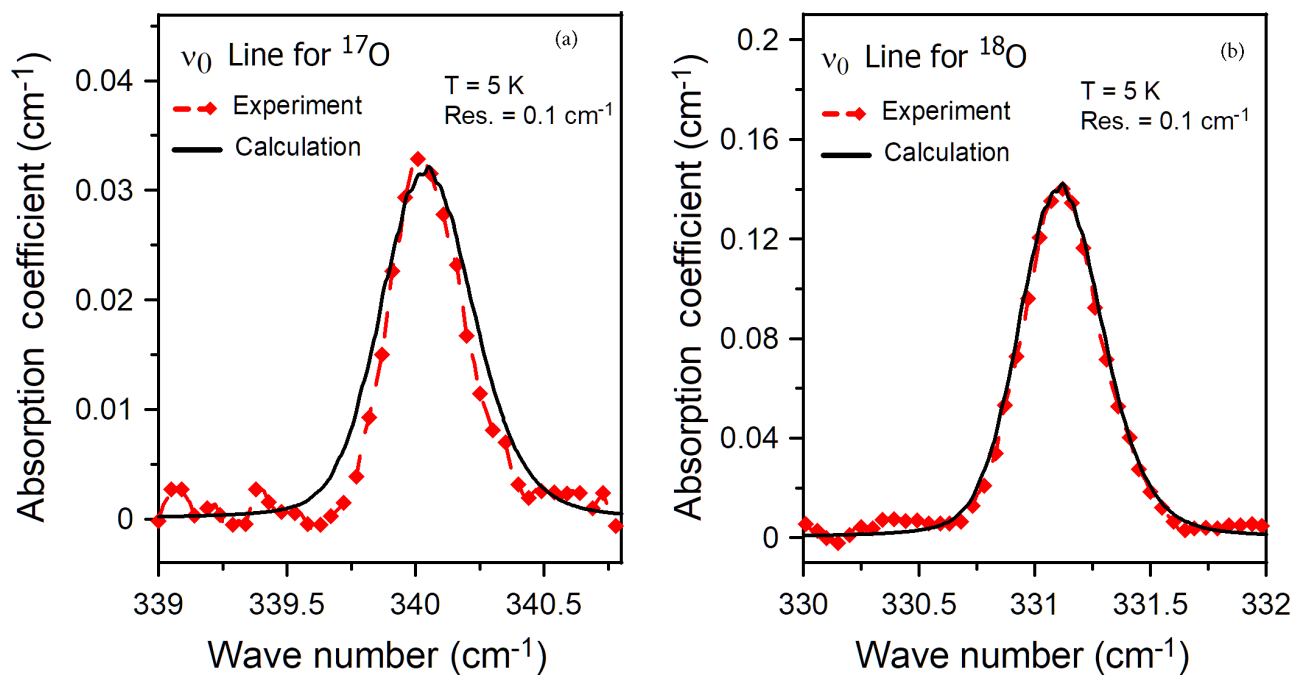 (a)
ν₀ Line for ¹⁷O
T = 5 K
Res. = 0.1 cm⁻¹
Experiment
Calculation
Absorption coefficient (cm⁻¹)
0.04
0.03
0.02
0.01
0
339
339.5
340
340.5
Wave number (cm⁻¹)
(b)
ν₀ Line for ¹⁸O
T = 5 K
Res. = 0.1 cm⁻¹
Experiment
Calculation
Absorption coefficient (cm⁻¹)
0.2
0.16
0.12
0.08
0.04
0
330
330.5
331
331.5
332
Wave number (cm⁻¹)